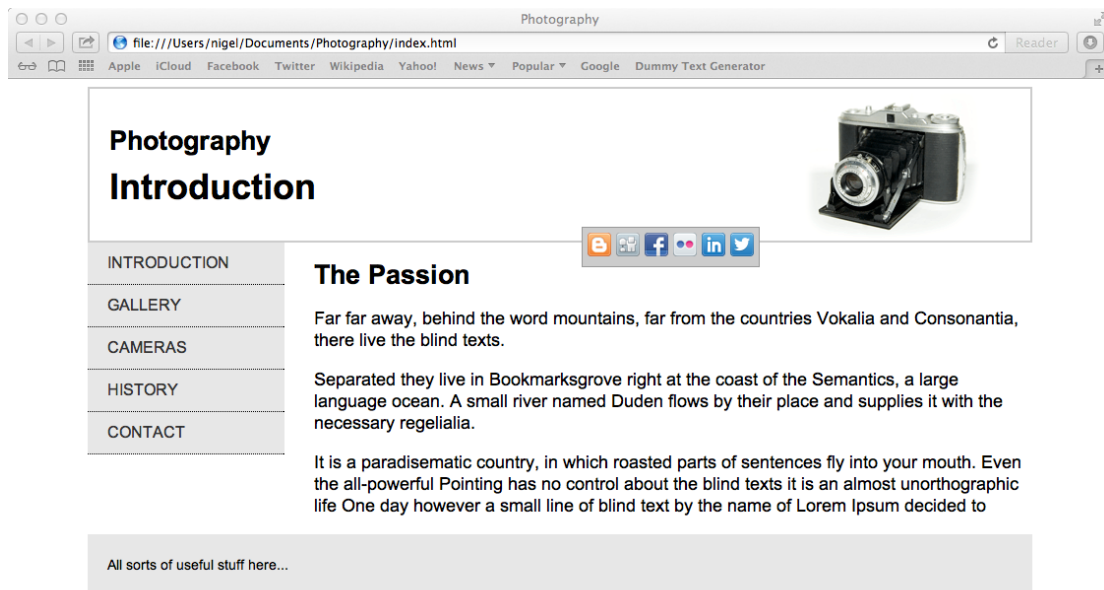 Photography
file:///Users/nigel/Documents/Photography/index.html
Reader
Apple iCloud Facebook Twitter Wikipedia Yahoo! News Popular Google Dummy Text Generator
Photography
Introduction
INTRODUCTION
GALLERY
CAMERAS
HISTORY
CONTACT
The Passion
Far far away, behind the word mountains, far from the countries Vokalia and Consonantia,
there live the blind texts.
Separated they live in Bookmarksgrove right at the coast of the Semantics, a large
language ocean. A small river named Duden flows by their place and supplies it with the
necessary regelialia.
It is a paradisematic country, in which roasted parts of sentences fly into your mouth. Even
the all-powerful Pointing has no control about the blind texts it is an almost unorthographic
life One day however a small line of blind text by the name of Lorem Ipsum decided to
All sorts of useful stuff here...